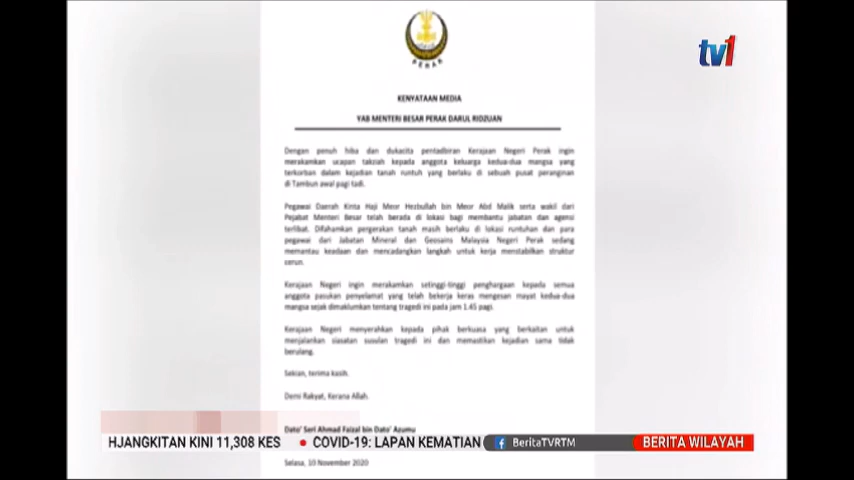 tv1
PERAK
KENYATAAN MEDIA
YAB MENTERI BESAR PERAK DARUL RIDZUAN
Dengan penuh hiba dan dukacita pentadbiran Kerajaan Negeri Perak ingin
merakamkan ucapan takziah kepada anggota keluarga kedua-dua mangsa yang
terkorban dalam kejadian tanah runtuh yang berlaku di sebuah pusat peranginan
di Tambun awal pagi tadi.
Pegawai Daerah Kinta Haji Meor Hezbullah bin Meor Abd Malik serta wakil dari
Pejabat Menteri Besar telah berada di lokasi bagi membantu jabatan dan agensi
terlibat. Difahamkan pergerakan tanah masih berlaku di lokasi runtuhan dan para
pegawai dari Jabatan Mineral dan Geosains Malaysia Negeri Perak sedang
memantau keadaan dan mencadangkan langkah untuk kerja menstabilkan struktur
cerun.
Kerajaan Negeri ingin merakamkan setinggi-tinggi penghargaan kepada semua
anggota pasukan penyelamat yang telah bekerja keras mengesan mayat kedua-dua
mangsa sejak dimaklumkan tentang tragedi ini pada jam 1.45 pagi.
Kerajaan Negeri menyerahkan kepada pihak berkuasa yang berkaitan untuk
menjalankan siasatan susulan tragedi ini dan memastikan kejadian sama tidak
berulang.
Sekian, terima kasih.
Demi Rakyat, Kerana Allah.
Dato' Seri Ahmad Faizal bin Dato' Azumu
HJANGKITAN KINI 11,308 KES • COVID-19: LAPAN KEMATIAN BeritaTVRTM BERITA WILAYAH
Selasa, 10 November 2020